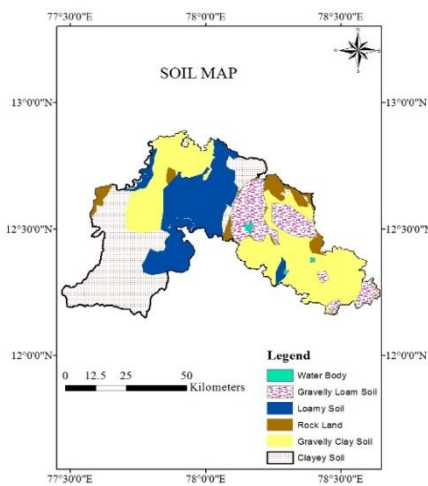 77°30'0"E 78°0'0"E 78°30'0"E
SOIL MAP
13°0'0"N 13°0'0"N
12°30'0"N 12°30'0"N
12°0'0"N 12°0'0"N
Legend
Water Body
Gravelly Loam Soil
Loamy Soil
Rock Land
Gravelly Clay Soil
Clayey Soil
0 12.5 25 50
Kilometers
77°30'0"E 78°0'0"E 78°30'0"E